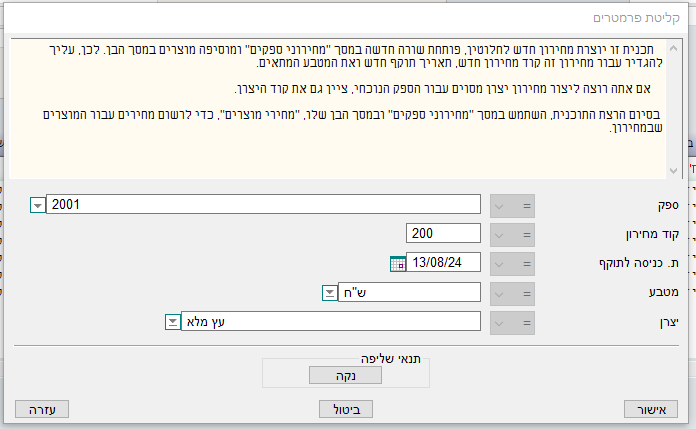 קליטת פרמטרים
תכנית זו יוצרת מחירון חדש לחלוטין, פותחת שורה חדשה במסך "מחירוני ספקים" ומוסיפה מוצרים במסך הבן. לכן, עליך
להגדיר עבור מחירון זה קוד מחירון חדש, תאריך תוקף חדש ואת המטבע המתאים.
אם אתה רוצה ליצור מחירון יצרן מסוים עבור הספק הנוכחי, ציין גם את קוד היצרן.
בסיום הרצת התוכנית, השתמש במסך "מחירוני ספקים" ובמסך הבן שלו, "מחירי מוצרים", כדי לרשום מחירים עבור המוצרים
שבמחירון.
ספק = 2001
קוד מחירון = 200
ת. כניסה לתוקף = 13/08/24
מטבע = ש"ח
יצרן = עץ מלא
תנאי שליפה
נקה
אישור ביטול עזרה